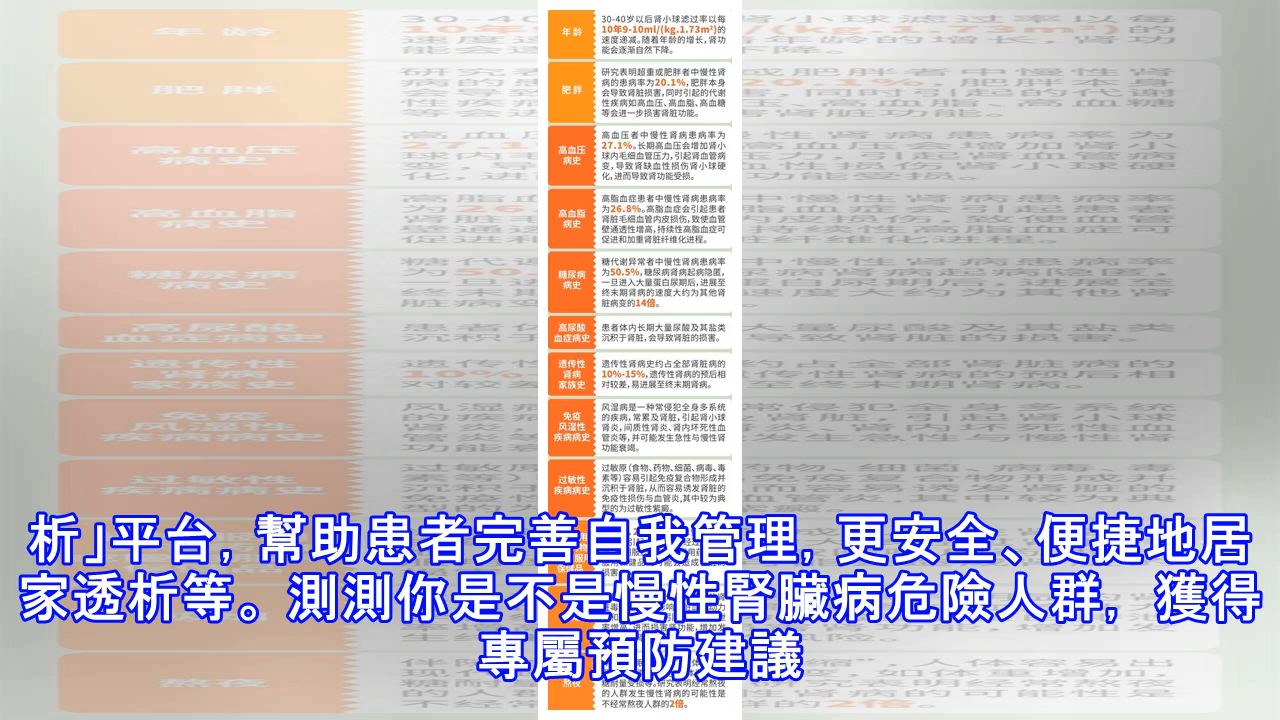 年龄
30-40岁以后肾小球滤过率以每
10年9-10ml/(kg.1.73m²)的
速度递减。随着年龄的增长,肾功
能会逐渐自然下降。
肥胖
研究表明超重或肥胖者中慢性肾
病的患病率为20.1%,肥胖本身
会导致肾脏损害,同时引起的代谢
性疾病如高血压、高血脂、高血糖
等会进一步损害肾脏功能。
高血压
病史
高血压者中慢性肾病患病率为
27.1%。长期高血压会增加肾小
球内毛细血管压力,引起肾血管病
变,导致肾缺血性损伤肾小球硬
化,进而导致肾功能受损。
高血脂
病史
高脂血症患者中慢性肾病患病率
为26.8%。高脂血症会引起患者
肾脏毛细血管内皮损伤,致使血管
壁通透性增高,持续性高脂血症可
促进和加重肾脏纤维化进程。
糖尿病
病史
糖代谢异常者中慢性肾病患病率
为50.5%,糖尿病肾病起病隐匿,
一旦进入大量蛋白尿期后,进展至
终末期肾病的速度大约为其他肾
脏病变的14倍。
高尿酸
血症病史
患者体内长期大量尿酸及其盐类
沉积于肾脏,会导致肾脏的损害。
遗传性
肾病
家族史
遗传性肾病史约占全部肾脏病的
10%-15%,遗传性肾病的预后相
对较差,易进展至终末期肾病。
免疫
风湿性
疾病病史
风湿病是一种常侵犯全身多系统
的疾病,常累及肾脏,引起肾小球
肾炎,间质性肾炎、肾内坏死性血
管炎等,并可能发生急性与慢性肾
功能衰竭。
过敏性
疾病病史
过敏原(食物、药物、细菌、病毒、毒
素等)容易引起免疫复合物形成并
沉积于肾脏,从而容易诱发肾脏的
免疫性损伤与血管炎,其中较为典
型的为过敏性紫癜。
析」平台,幫助患者完善自我管理,更安全、便捷地居
家透析等。測測你是不是慢性腎臟病危險人群,獲得
專屬預防建議
的人群发生慢性肾病的可能性是
不经常熬夜人群的2倍。